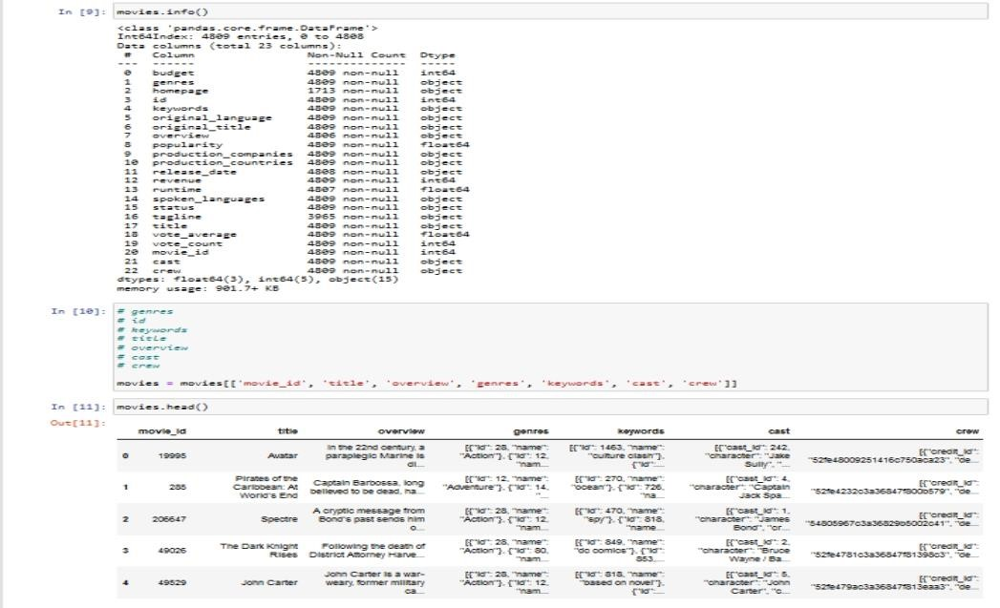 In [9]: movies.info()
<class 'pandas.core.frame.DataFrame'>
Int64Index: 4809 entries, 0 to 4808
Data columns (total 23 columns):
# Column Non-Null Count Dtype
--- ------ -------------- -----
0 budget 4809 non-null int64
1 genres 4809 non-null object
2 homepage 1713 non-null object
3 id 4809 non-null int64
4 keywords 4809 non-null object
5 original_language 4809 non-null object
6 original_title 4809 non-null object
7 overview 4806 non-null object
8 popularity 4809 non-null float64
9 production_companies 4809 non-null object
10 production_countries 4809 non-null object
11 release_date 4808 non-null object
12 revenue 4809 non-null int64
13 runtime 4807 non-null float64
14 spoken_languages 4809 non-null object
15 status 4809 non-null object
16 tagline 3965 non-null object
17 title 4809 non-null object
18 vote_average 4809 non-null float64
19 vote_count 4809 non-null int64
20 movie_id 4809 non-null int64
21 cast 4809 non-null object
22 crew 4809 non-null object
dtypes: float64(3), int64(5), object(15)
memory usage: 901.7+ KB
In [10]: # genres
# id
# keywords
# title
# overview
# cast
# crew
movies = movies[['movie_id', 'title', 'overview', 'genres', 'keywords', 'cast', 'crew']]
In [11]: movies.head()
Out[11]:
movie_id title overview genres keywords cast crew
In the 22nd century, a [{"id": 28, "name": [{"id": 1463, "name": [{"cast_id": 242, [{"credit_id":
0 19995 Avatar paraplegic Marine is "Action"}, {"id": 12, "culture clash"}, "character": "Jake "52fe48009251416c750aca23", "de...
di... "nam... {"id":... Sully", "...
Pirates of the Captain Barbossa, long [{"id": 12, "name": [{"id": 270, "name": [{"cast_id": 4, [{"credit_id":
1 285 Caribbean: At believed to be dead, ha... "Adventure"}, {"id": 14, "ocean"}, {"id": 726, "character": "Captain "52fe4232c3a36847f800b579", "de...
World's End "... "na... Jack Spa...
A cryptic message from [{"id": 28, "name": [{"id": 470, "name": [{"cast_id": 1, [{"credit_id":
2 206647 Spectre Bond's past sends him "Action"}, {"id": 12, "spy"}, {"id": 818, "character": "James "54805967c3a36829b5002c41", "de...
o... "nam... "name... Bond", "cr...
The Dark Knight Following the death of [{"id": 28, "name": [{"id": 849, "name": [{"cast_id": 2, [{"credit_id":
3 49026 Rises District Attorney Harve... "Action"}, {"id": 80, "dc comics"}, {"id": "character": "Bruce "52fe4781c3a36847f81398c3", "de...
"nam... 853,... Wayne / Ba...
John Carter is a war- [{"id": 28, "name": [{"id": 818, "name": [{"cast_id": 5, [{"credit_id":
4 49529 John Carter weary, former military "Action"}, {"id": 12, "based on novel"}, "character": "John "52fe479ac3a36847f813eaa3", "de...
ca... "nam... {"id":... Carter", "c...